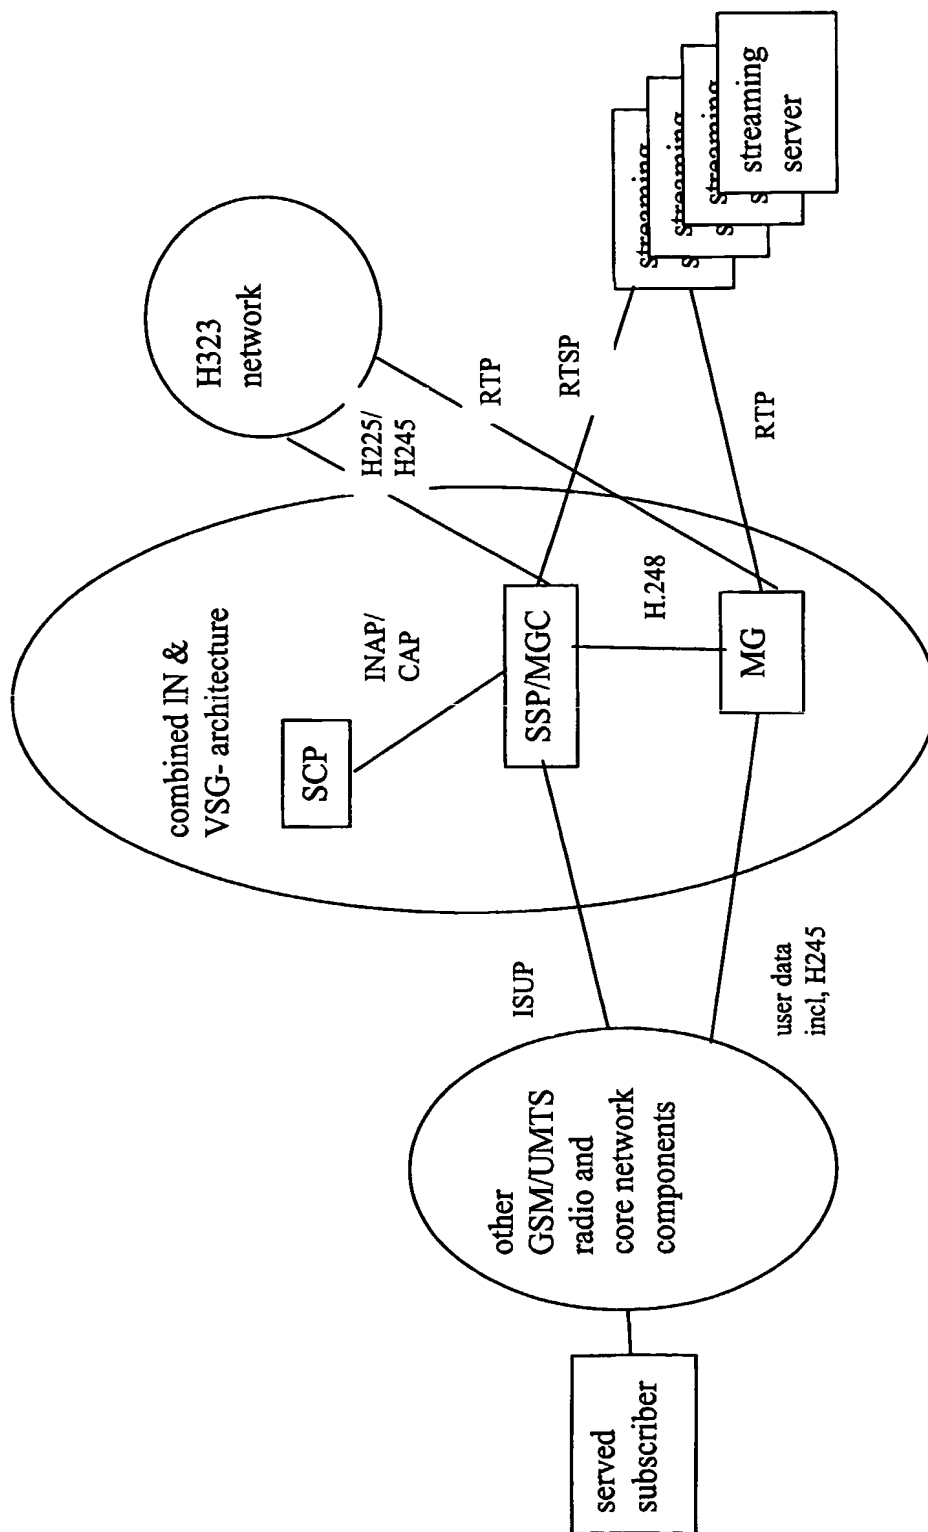 combined IN &
VSG- architecture
SCP
INAP/
CAP
SSP/MGC
H.248
MG
H323
network
H225/
H245
RTP
RTSP
RTP
streaming
s
streaming
s
streaming
s
streaming
server
ISUP
user data
incl, H245
other
GSM/UMTS
radio and
core network
components
served
subscriber